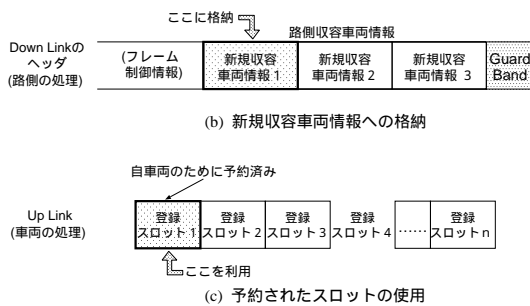 ここに格納
路側収容車両情報
Down Linkの
ヘッダ
(路側の処理)
(フレーム
制御情報)
新規収容
車両情報 1
新規収容
車両情報 2
新規収容
車両情報 3
Guard
Band
(b) 新規収容車両情報への格納
自車両のために予約済み
Up Link
(車両の処理)
登録
スロット 1
登録
スロット 2
登録
スロット 3
登録
スロット 4
……
登録
スロット n
ここを利用
(c) 予約されたスロットの使用